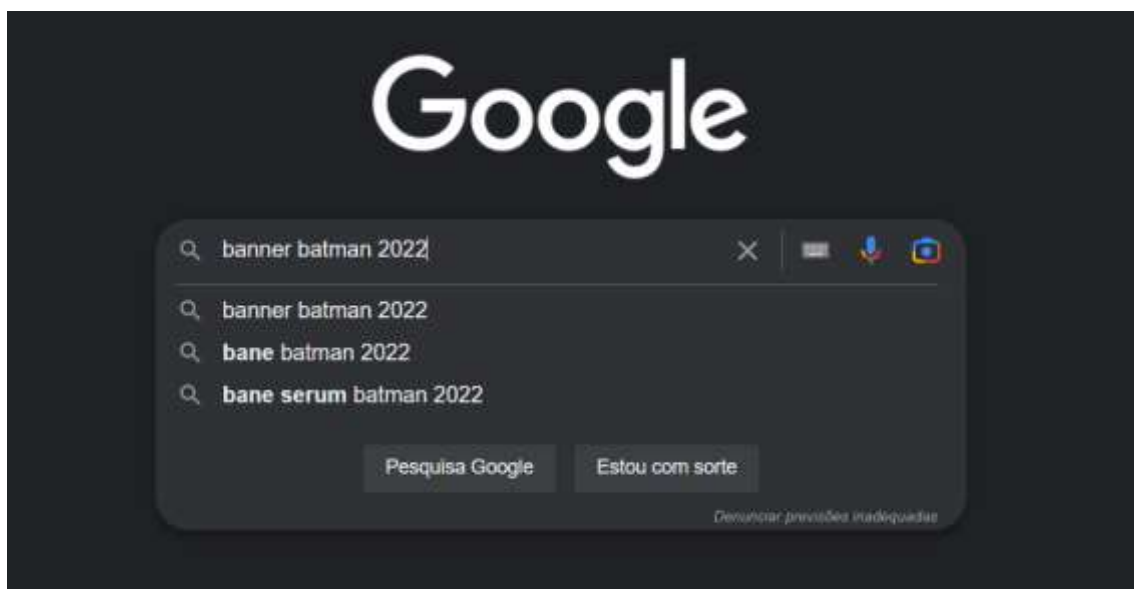 Google
banner batman 2022
banner batman 2022
bane batman 2022
bane serum batman 2022
Pesquisa Google Estou com sorte
Denunciar previsões inadequadas